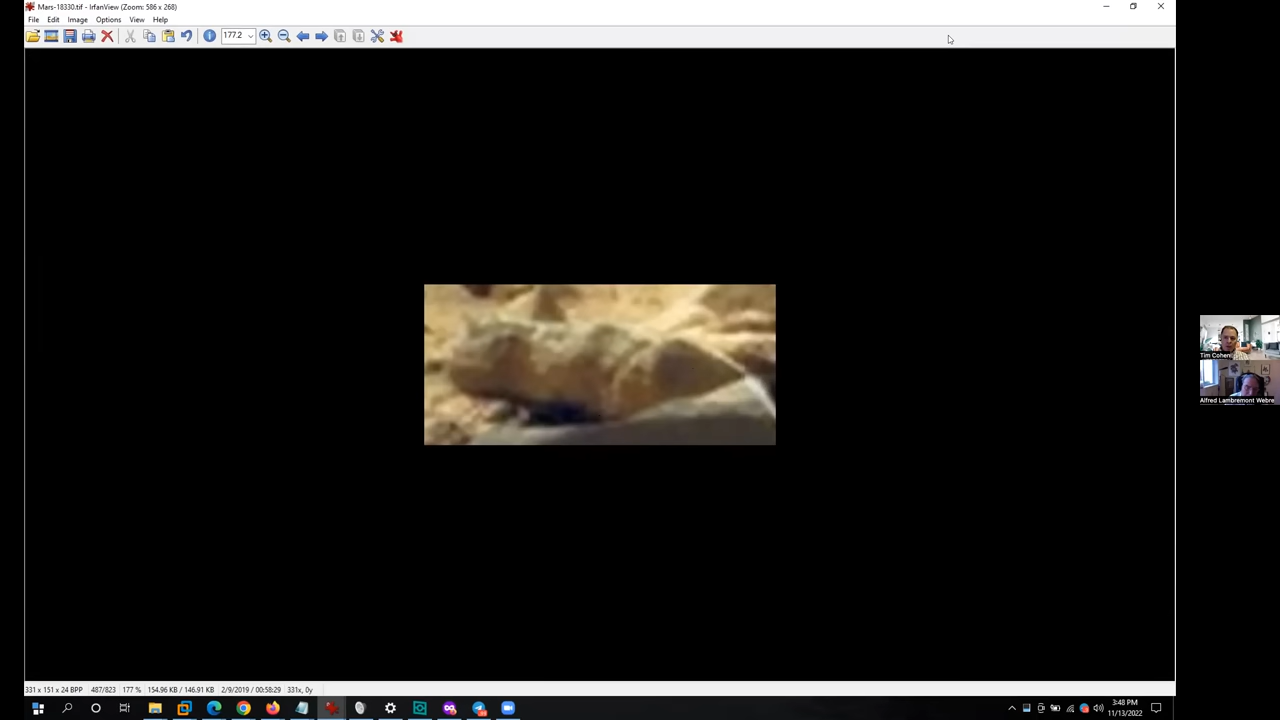 Mars-18330.tif - IrfanView (Zoom: 586 x 268)
File Edit Image Options View Help
177.2
Tim Cohen
Alfred Lambremont Webre
331 x 151 x 24 BPP 487/823 177 % 154.96 KB / 146.91 KB 2/9/2019 / 00:58:29 331x, 0y
3:48 PM
11/13/2022